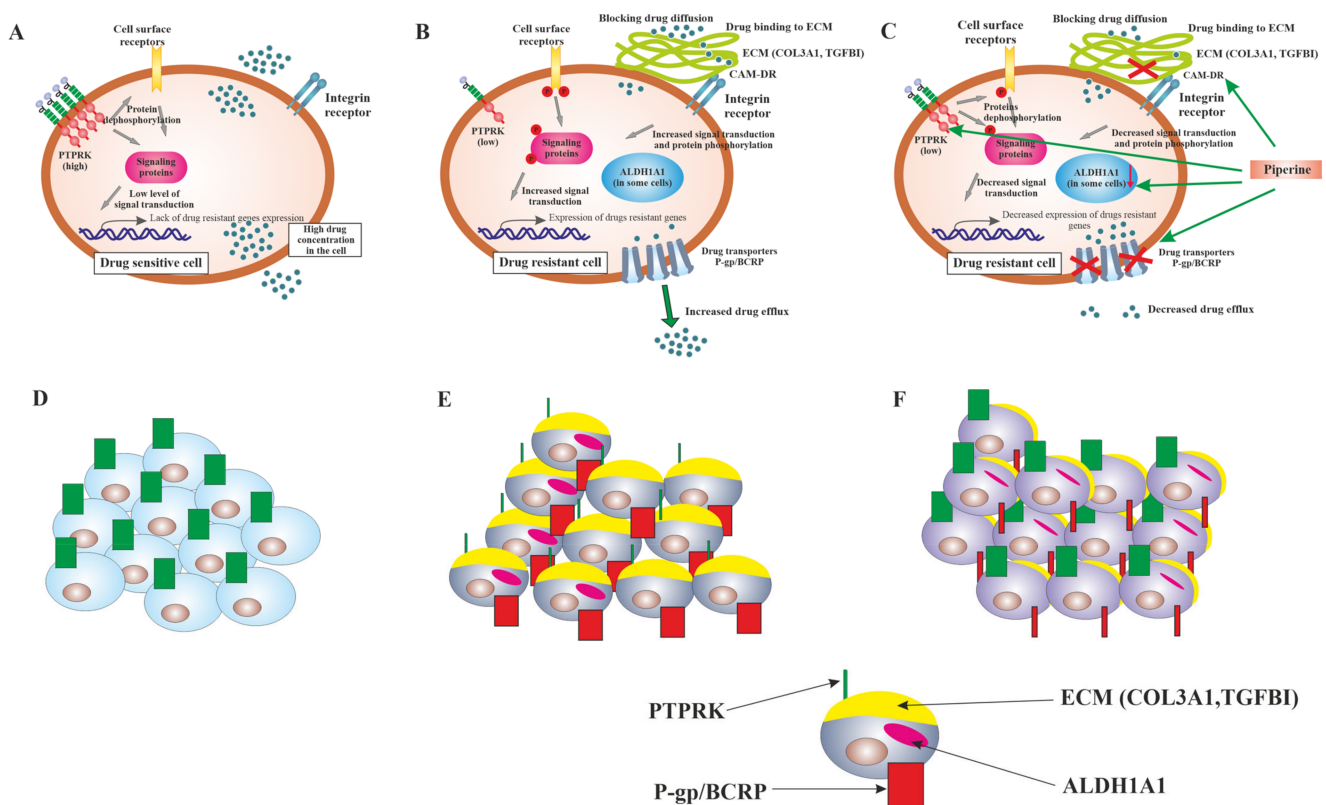 A
Cell surface
receptors
Protein
dephosphorylation
Integrin
receptor
PTPRK
(high)
Signaling
proteins
Low level of
signal transduction
Lack of drug resistant genes expression
High drug
concentration
in the cell
Drug sensitive cell
B
Blocking drug diffusion
Drug binding to ECM
Cell surface
receptors
ECM (COL3A1, TGFBI)
CAM-DR
Integrin
receptor
P
P
PTPRK
(low)
P
Signaling
proteins
P
Increased signal transduction
and protein phosphorylation
ALDH1A1
(in some cells)
Increased signal
transduction
Expression of drugs resistant genes
Drug transporters
P-gp/BCRP
Drug resistant cell
Increased drug efflux
C
Blocking drug diffusion
Drug binding to ECM
Cell surface
receptors
ECM (COL3A1, TGFBI)
CAM-DR
Integrin
receptor
P
Proteins
dephosphorylation
P
PTPRK
(low)
Signaling
proteins
Decreased signal transduction
and protein phosphorylation
Piperine
ALDH1A1
(in some cells)
Decreased signal
transduction
Decreased expression of drugs resistant
genes
Drug transporters
P-gp/BCRP
Drug resistant cell
Decreased drug efflux
D
E
F
PTPRK
ECM (COL3A1,TGFBI)
P-gp/BCRP
ALDH1A1